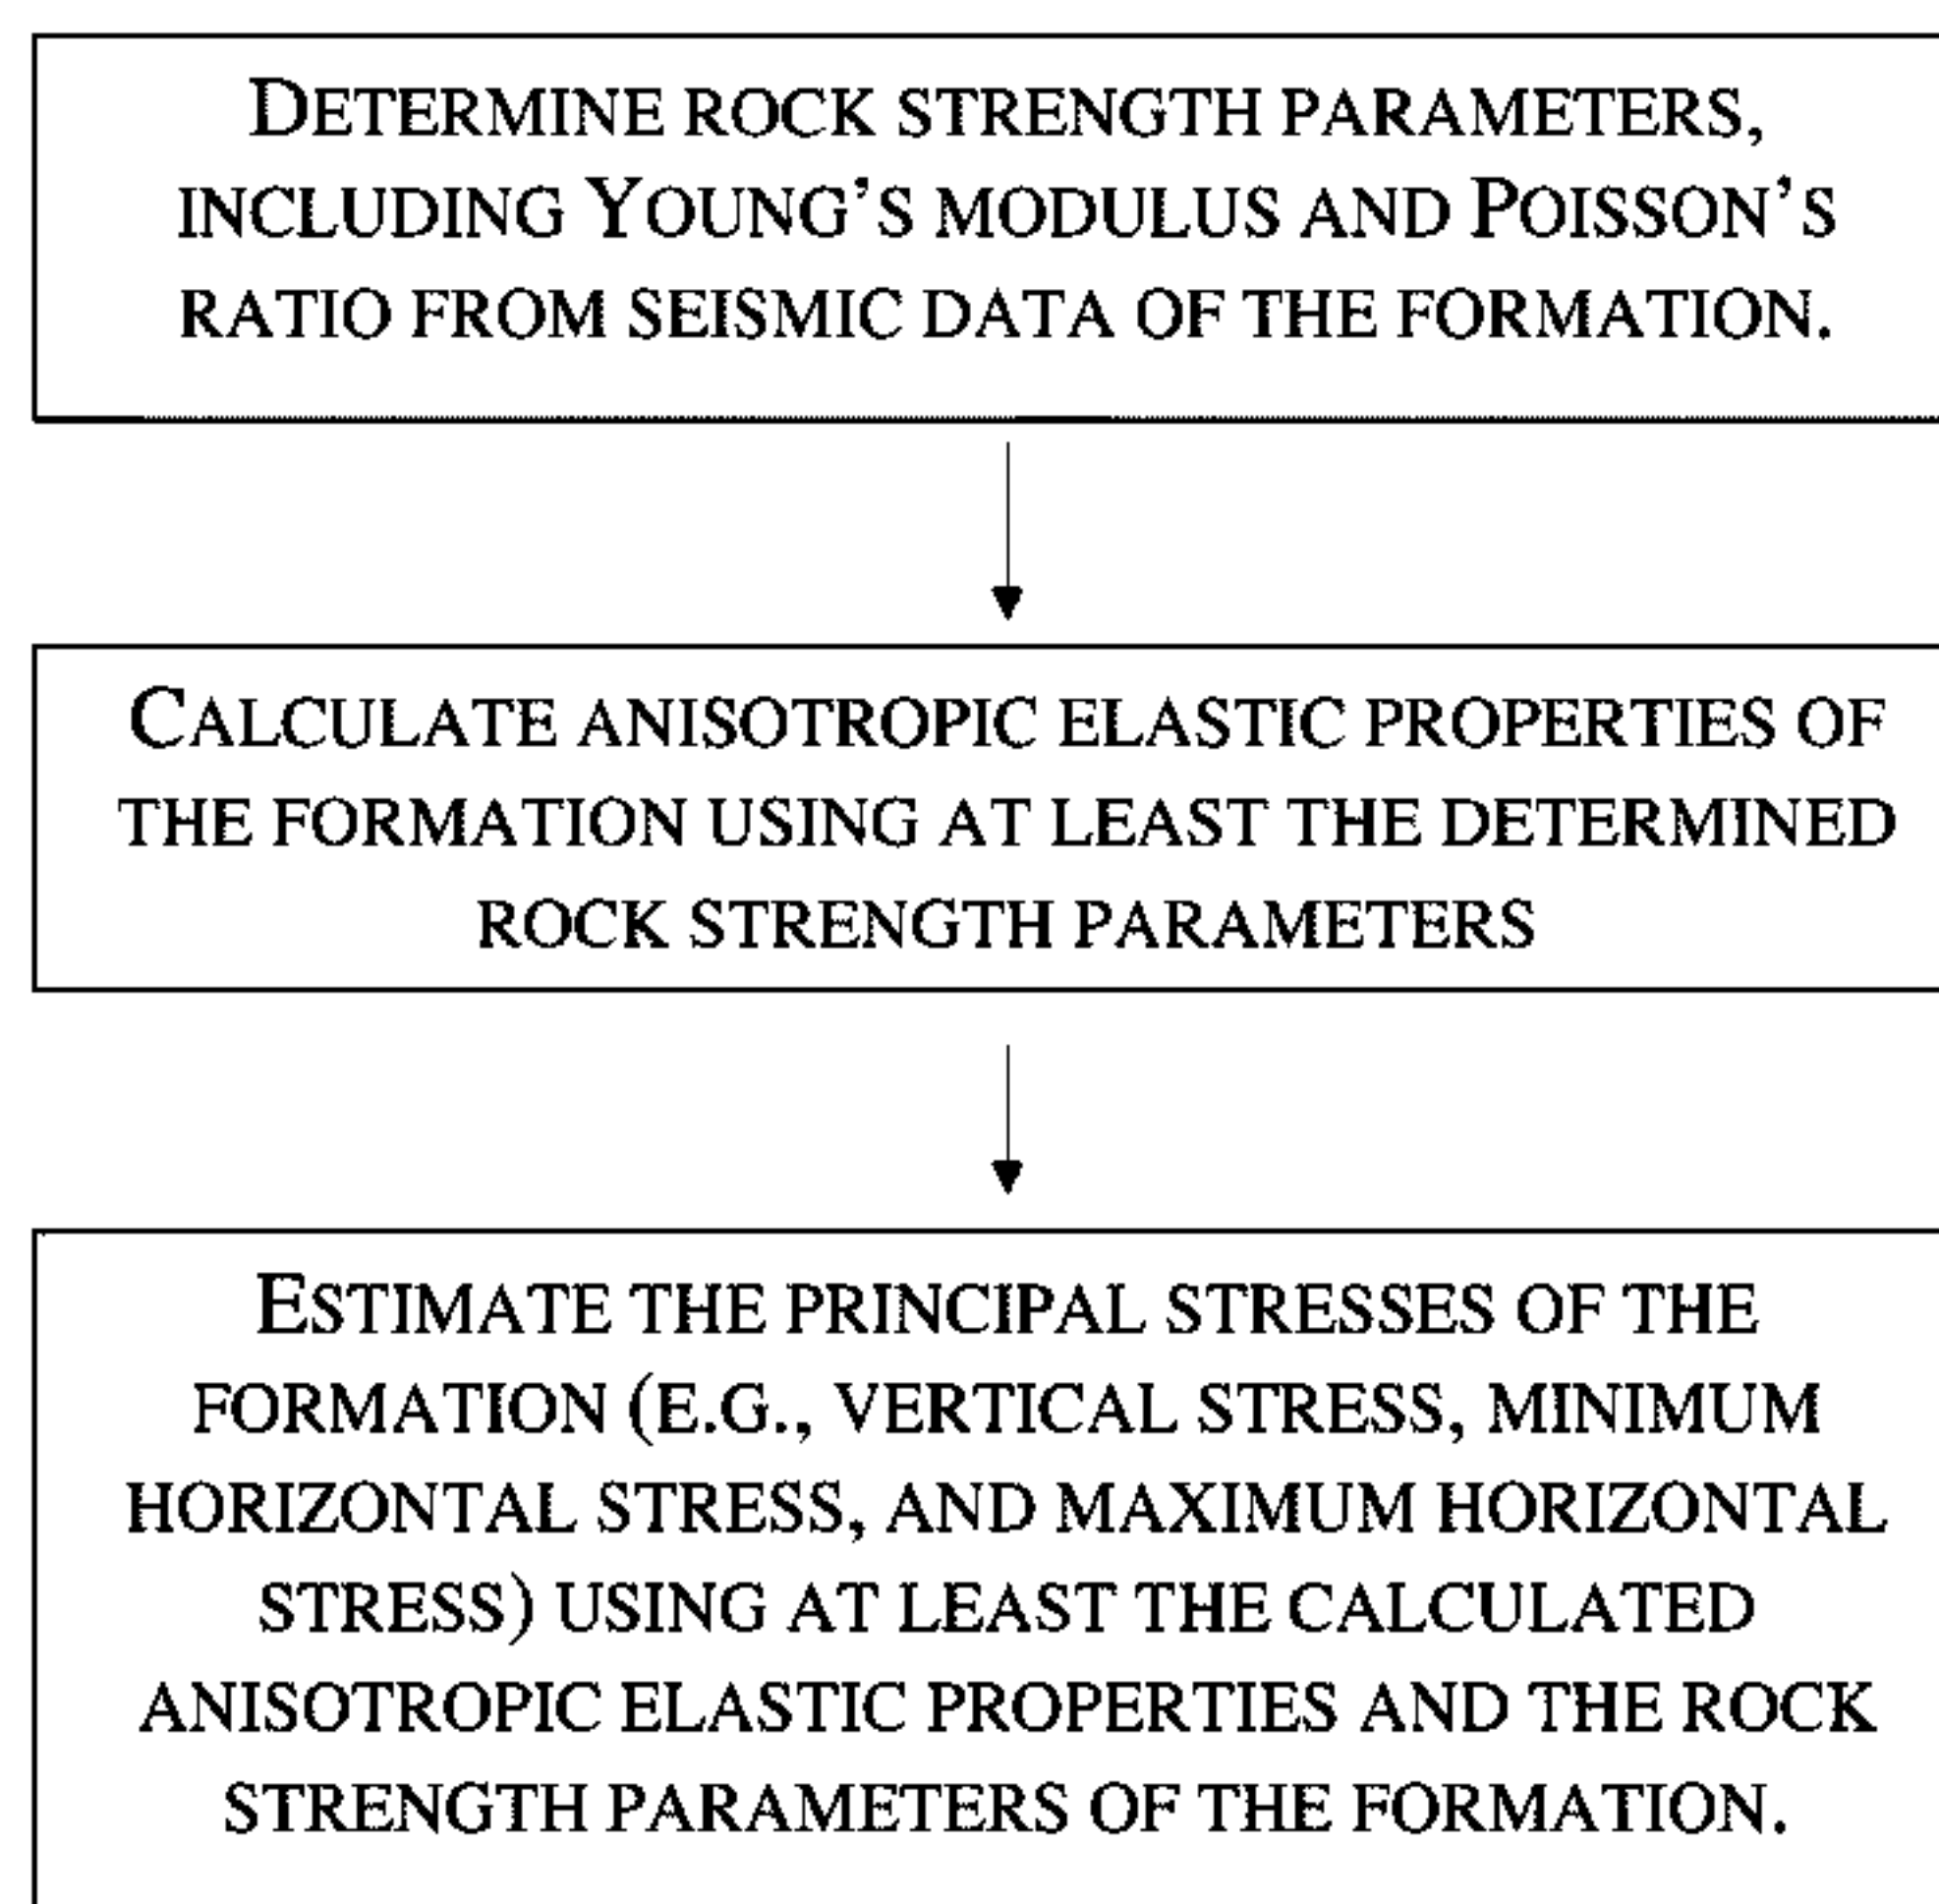 DETERMINE ROCK STRENGTH PARAMETERS,
INCLUDING YOUNG'S MODULUS AND POISSON'S
RATIO FROM SEISMIC DATA OF THE FORMATION.
CALCULATE ANISOTROPIC ELASTIC PROPERTIES OF
THE FORMATION USING AT LEAST THE DETERMINED
ROCK STRENGTH PARAMETERS
ESTIMATE THE PRINCIPAL STRESSES OF THE
FORMATION (E.G., VERTICAL STRESS, MINIMUM
HORIZONTAL STRESS, AND MAXIMUM HORIZONTAL
STRESS) USING AT LEAST THE CALCULATED
ANISOTROPIC ELASTIC PROPERTIES AND THE ROCK
STRENGTH PARAMETERS OF THE FORMATION.